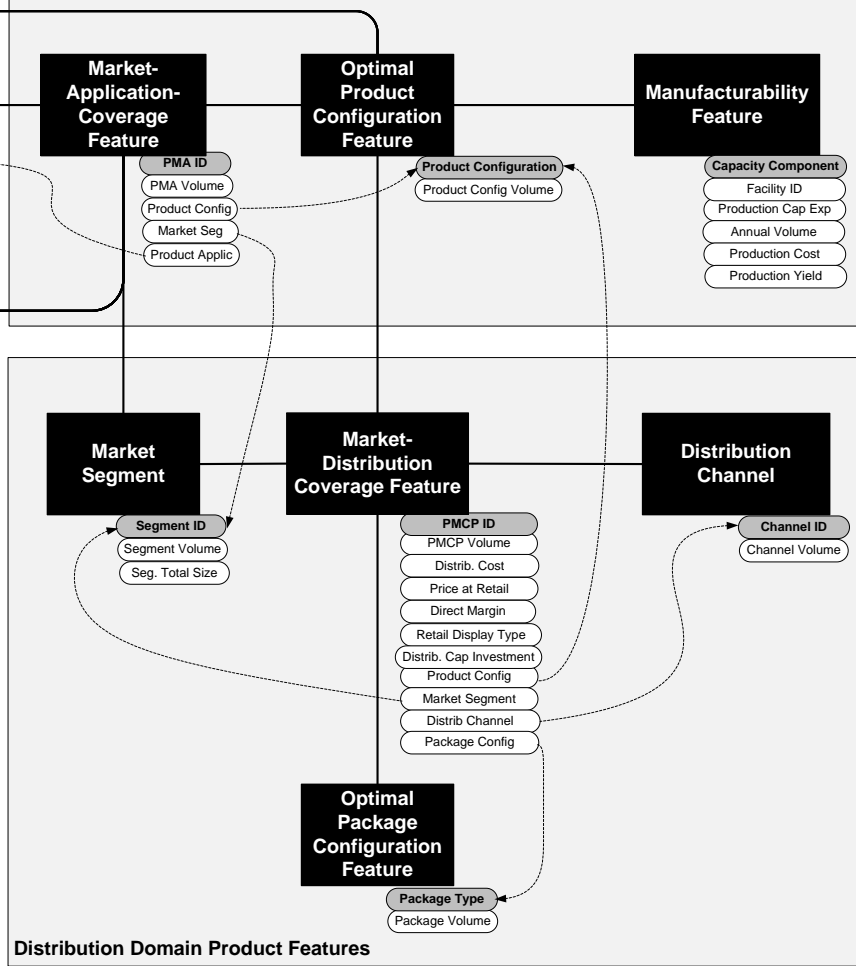 Market-
Application-
Coverage
Feature
Optimal
Product
Configuration
Feature
Manufacturability
Feature
PMA ID
PMA Volume
Product Config
Market Seg
Product Applic
Product Configuration
Product Config Volume
Capacity Component
Facility ID
Production Cap Exp
Annual Volume
Production Cost
Production Yield
Market
Segment
Market-
Distribution
Coverage Feature
Distribution
Channel
Segment ID
Segment Volume
Seg. Total Size
PMCP ID
PMCP Volume
Distrib. Cost
Price at Retail
Direct Margin
Retail Display Type
Distrib. Cap Investment
Product Config
Market Segment
Distrib Channel
Package Config
Channel ID
Channel Volume
Optimal
Package
Configuration
Feature
Package Type
Package Volume
Distribution Domain Product Features